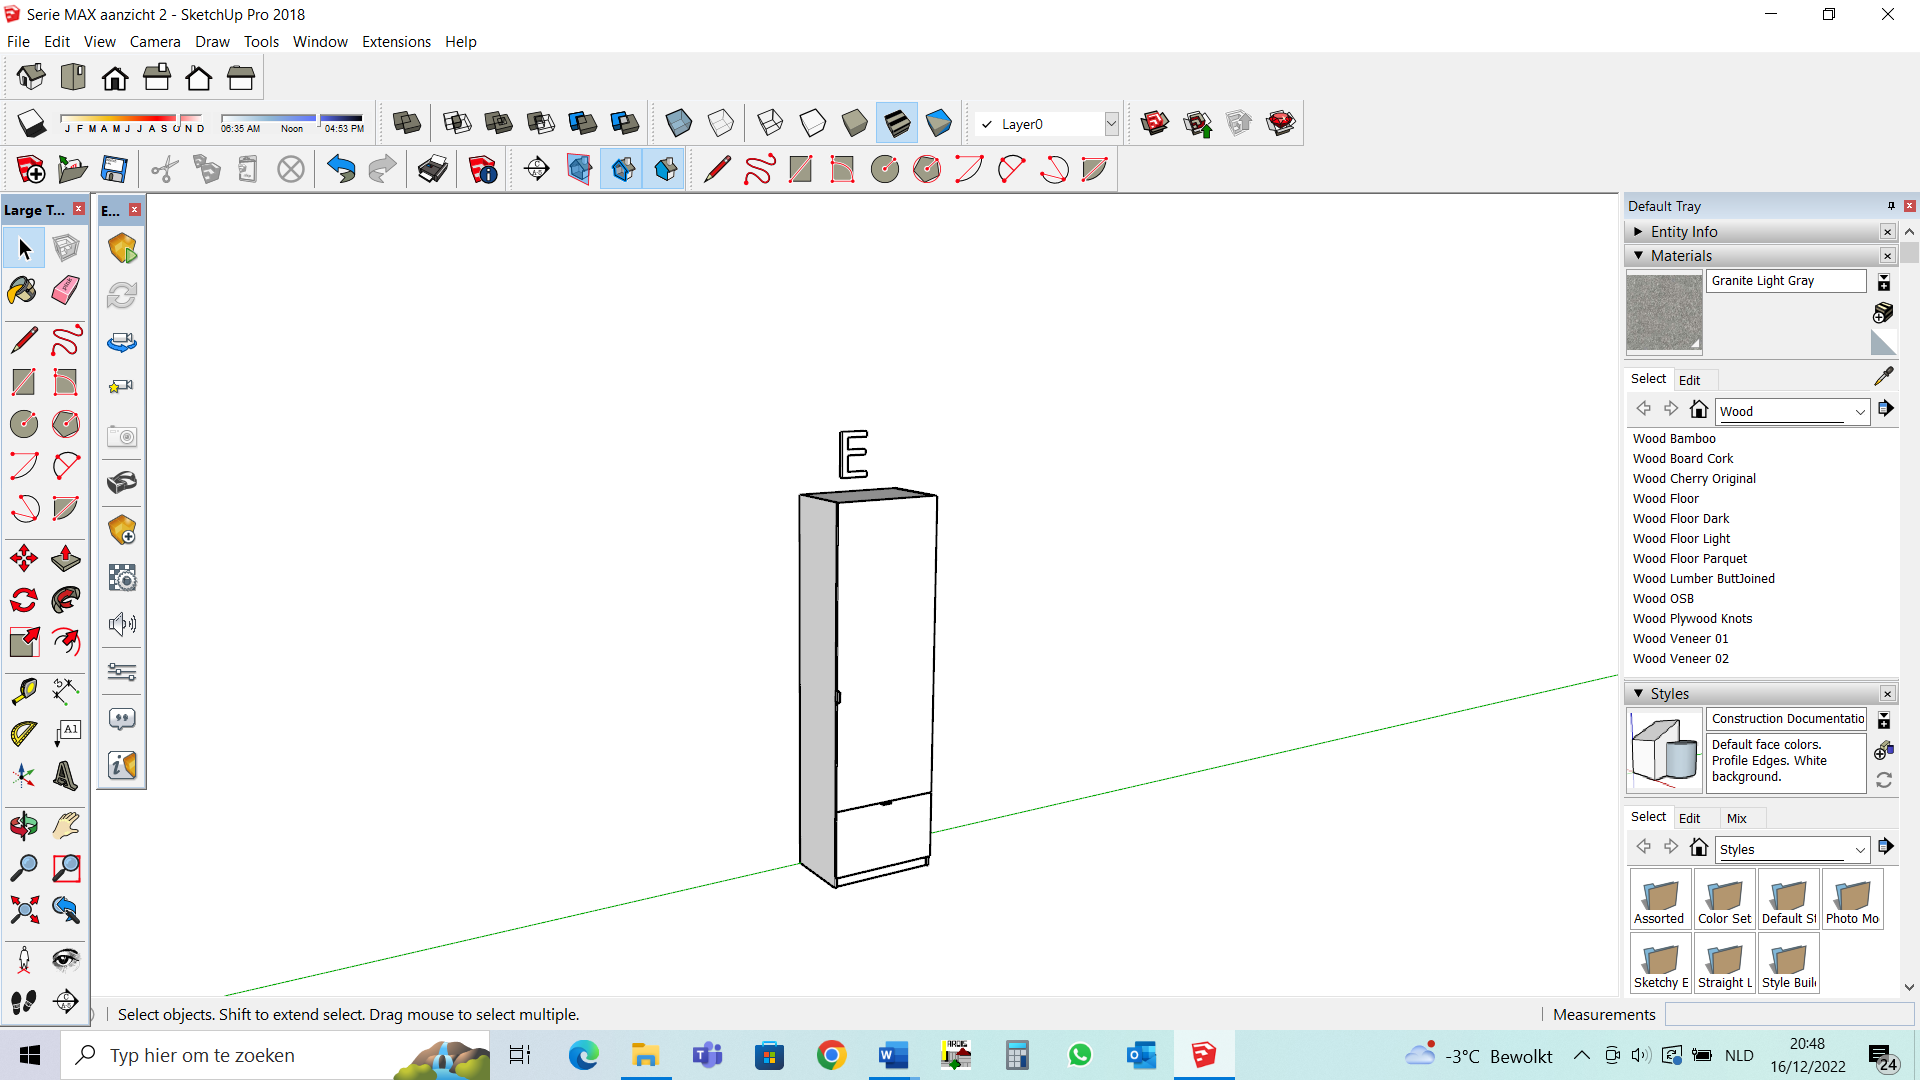 Serie MAX aanzicht 2 - SketchUp Pro 2018
File Edit View Camera Draw Tools Window Extensions Help
J F M A M J J A S O N D
06:35 AM Noon 04:53 PM
Layer0
Large T...
E...
Default Tray
Entity Info
Materials
Granite Light Gray
Select Edit
Wood
Wood Bamboo
Wood Board Cork
Wood Cherry Original
Wood Floor
Wood Floor Dark
Wood Floor Light
Wood Floor Parquet
Wood Lumber ButtJoined
Wood OSB
Wood Plywood Knots
Wood Veneer 01
Wood Veneer 02
E
A1
Styles
Construction Documentatio
Default face colors.
Profile Edges. White
background.
Select Edit Mix
Styles
Assorted Color Set Default St Photo Mo
Sketchy E Straight L Style Buil
Select objects. Shift to extend select. Drag mouse to select multiple.
Measurements
Typ hier om te zoeken
-3°C Bewolkt
NLD
20:48
16/12/2022
24